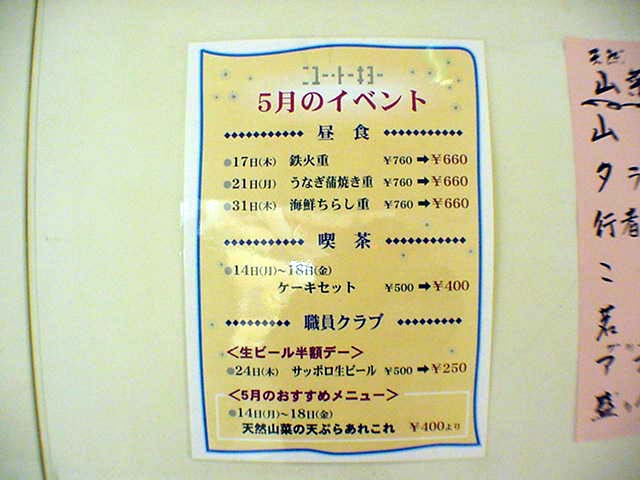 ニュートーキョー
5月のイベント
昼 食
●17日(木) 鉄火重 ¥760 ➡¥660
●21日(月) うなぎ蒲焼き重 ¥760 ➡¥660
●31日(木) 海鮮ちらし重 ¥760 ➡¥660
喫 茶
●14日(月)~18日(金)
ケーキセット ¥500 ➡¥400
職員クラブ
<生ビール半額デー>
●24日(木) サッポロ生ビール ¥500 ➡¥250
<5月のおすすめメニュー>
●14日(月)~18日(金)
天然山菜の天ぷらあれこれ ¥400より
天然
山菜
山
タラ
行者
こ